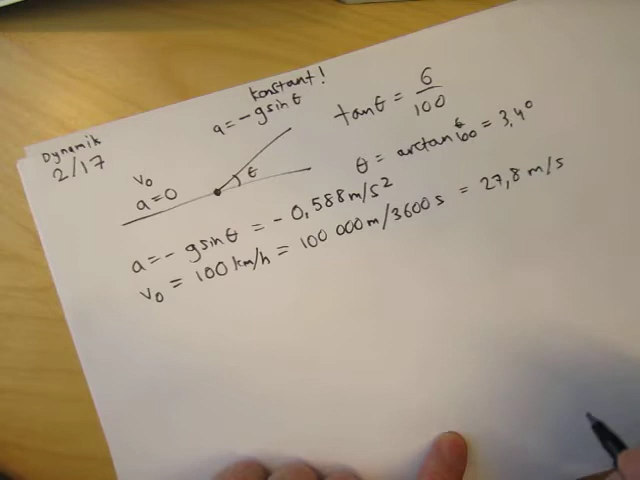 Dynamik
2/17
konstant!
a = - g sin θ
v₀
a = 0
θ
tan θ = 6/100
θ = arctan 6/100 = 3,4°
a = - g sin θ = - 0,588 m/s²
v₀ = 100 km/h = 100 000 m/3600 s = 27,8 m/s